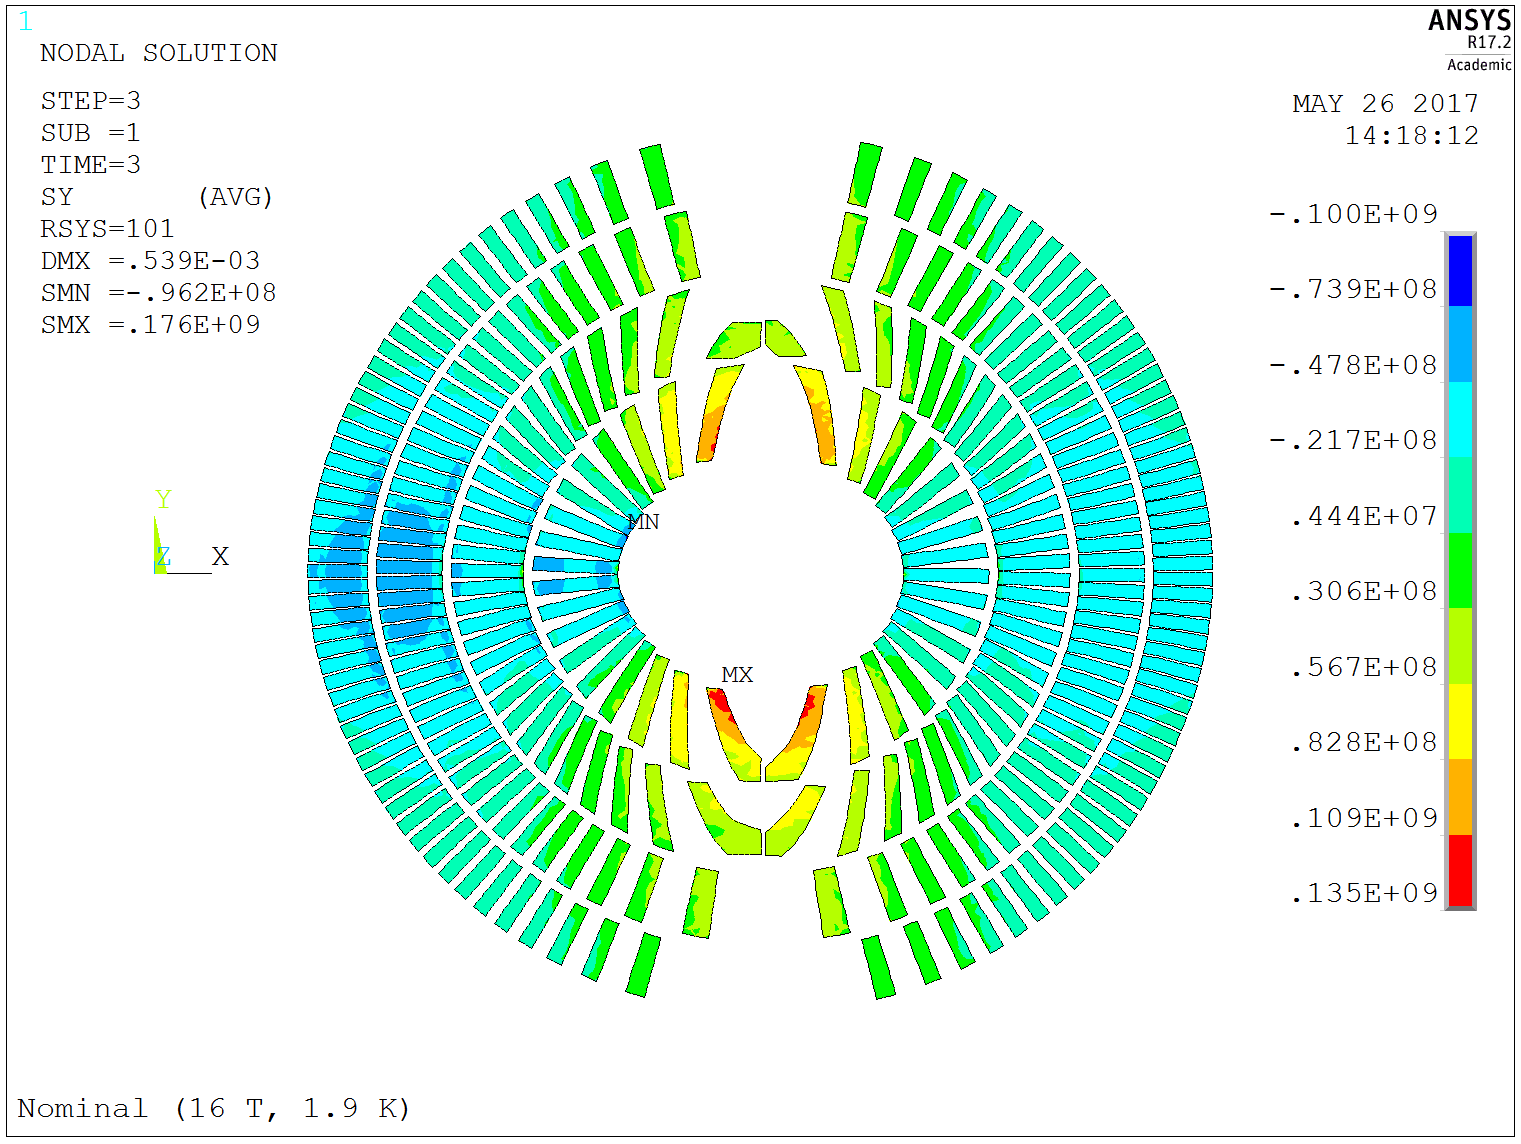 1
NODAL SOLUTION
STEP=3
SUB =1
TIME=3
SY (AVG)
RSYS=101
DMX =.539E-03
SMN =-.962E+08
SMX =.176E+09
ANSYS
R17.2
Academic
MAY 26 2017
14:18:12
-.100E+09
-.739E+08
-.478E+08
-.217E+08
.444E+07
.306E+08
.567E+08
.828E+08
.109E+09
.135E+09
Y
Z X
MN
MX
Nominal (16 T, 1.9 K)